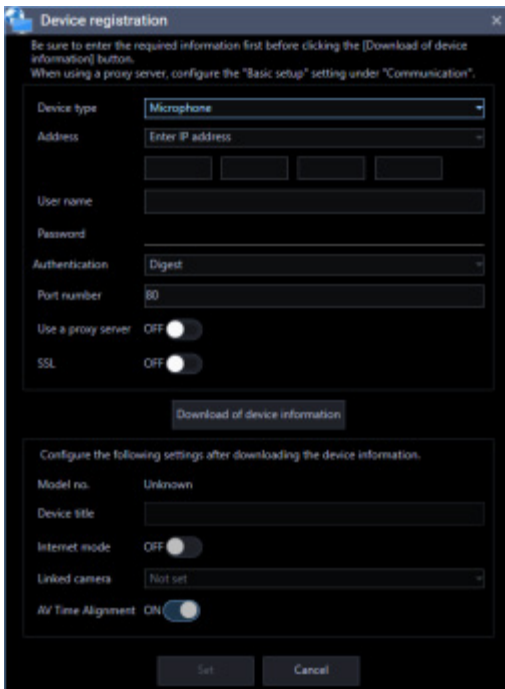 Device registration
Be sure to enter the required information first before clicking the [Download of device
information] button.
When using a proxy server, configure the "Basic setup" setting under "Communication".
Device type Microphone
Address Enter IP address
User name
Password
Authentication Digest
Port number 80
Use a proxy server OFF
SSL OFF
Download of device information
Configure the following settings after downloading the device information.
Model no. Unknown
Device title
Internet mode OFF
Linked camera Not set
AV Time Alignment ON
Set Cancel